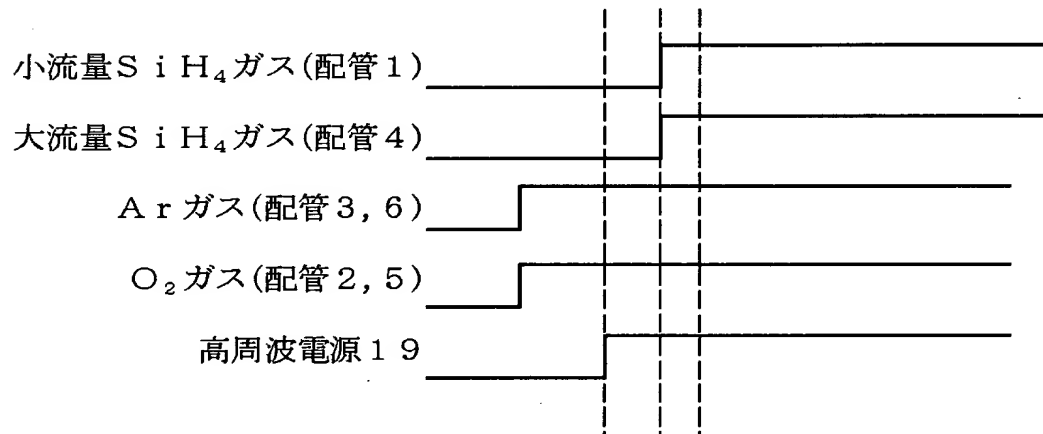 小流量SiH₄ガス(配管1)
大流量SiH₄ガス(配管4)
Arガス(配管3,6)
O₂ガス(配管2,5)
高周波電源19